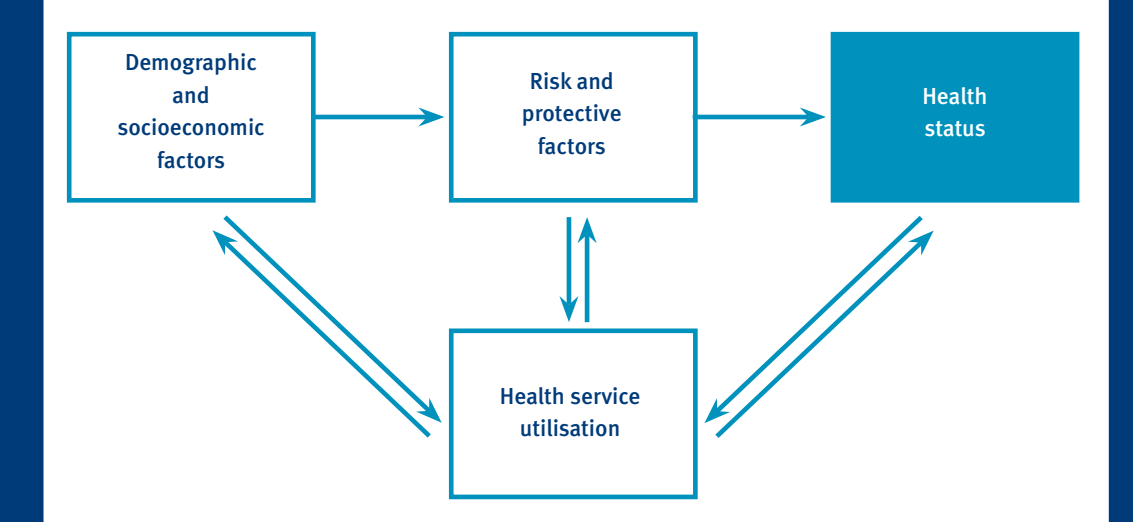 Demographic
and
socioeconomic
factors
Risk and
protective
factors
Health
status
Health service
utilisation